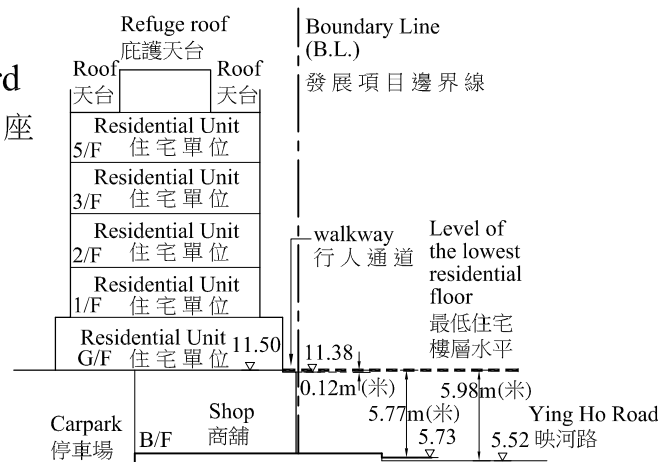 Refuge roof
庇護天台
Roof
天台
Roof
天台
rd
座
Boundary Line
(B.L.)
發展項目邊界線
Residential Unit
5/F 住宅單位
Residential Unit
3/F 住宅單位
Residential Unit
2/F 住宅單位
Residential Unit
1/F 住宅單位
Residential Unit
G/F 住宅單位
11.50
walkway
行人通道
Level of
the lowest
residential
floor
最低住宅
樓層水平
11.38
0.12m(米)
5.98m(米)
5.77m(米)
5.73
5.52
Ying Ho Road
映河路
Carpark
停車場
B/F
Shop
商舖